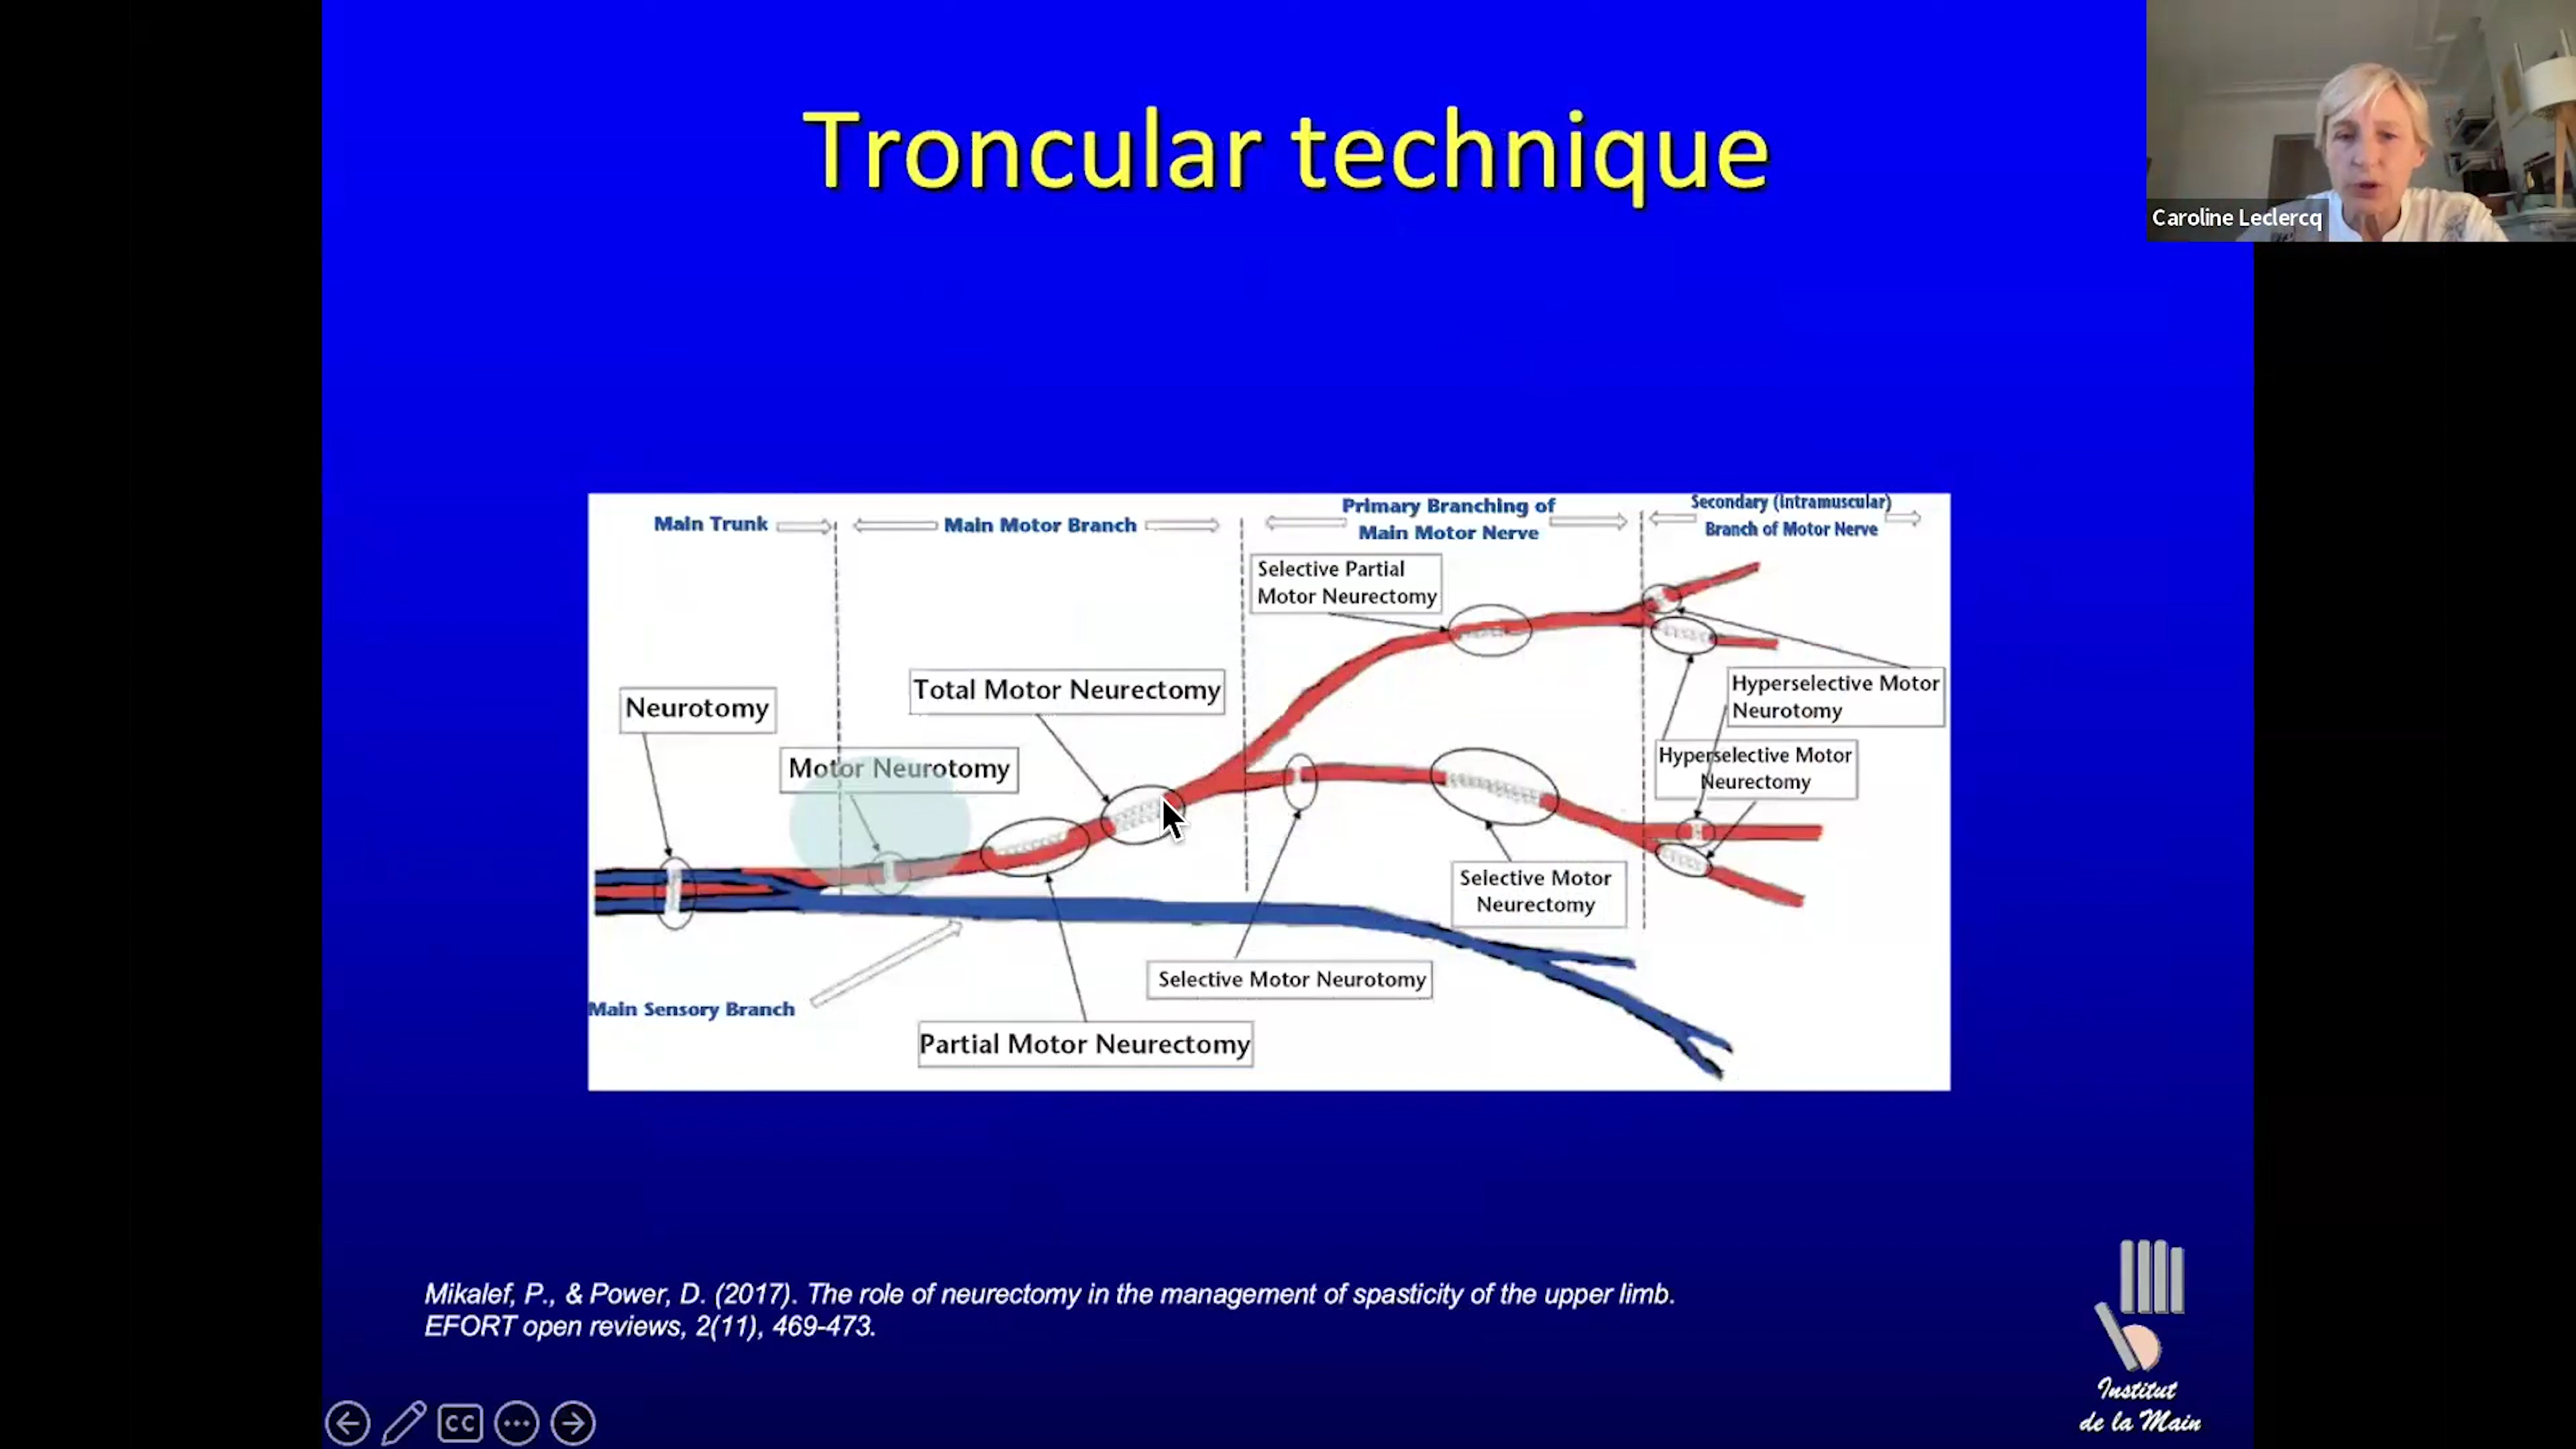 Troncular technique
Caroline Leclercq
Main Trunk
Main Motor Branch
Primary Branching of
Main Motor Nerve
Secondary (Intramuscular)
Branch of Motor Nerve
Selective Partial
Motor Neurectomy
Total Motor Neurectomy
Neurotomy
Motor Neurotomy
Hyperselective Motor
Neurotomy
Hyperselective Motor
Neurectomy
Selective Motor
Neurectomy
Selective Motor Neurotomy
Main Sensory Branch
Partial Motor Neurectomy
Mikalef, P., & Power, D. (2017). The role of neurectomy in the management of spasticity of the upper limb.
EFORT open reviews, 2(11), 469-473.
Institut
de la Main
CC